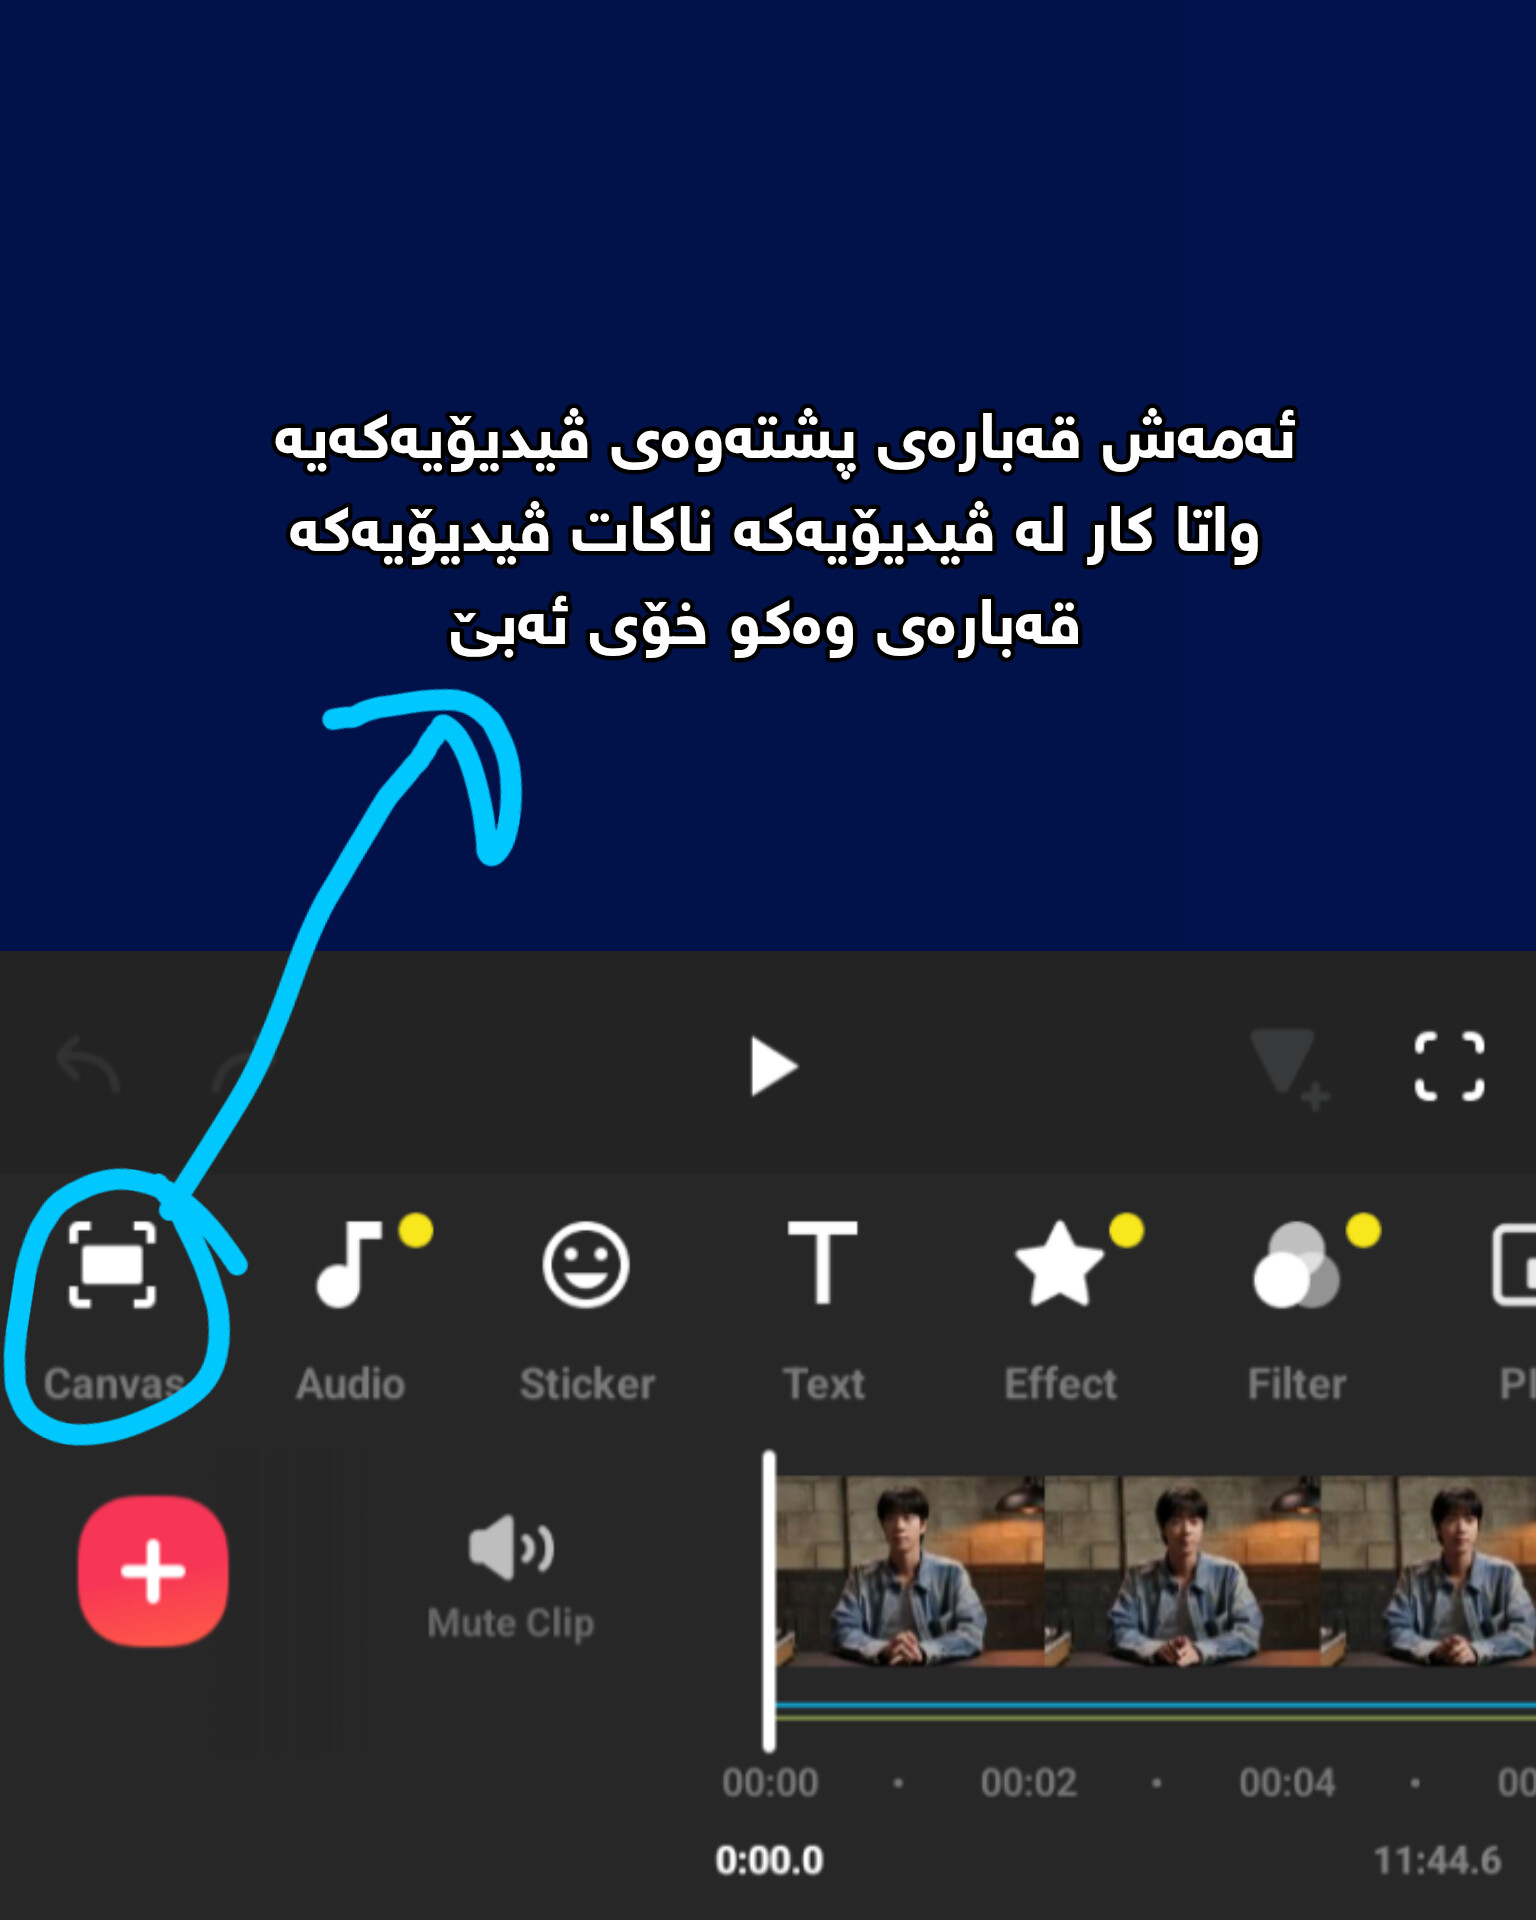 ئەمەش قەبارەی پشتەوەی ڤیدیۆیەکەیە
واتا کار لە ڤیدیۆیەکە ناکات ڤیدیۆیەکە
قەبارەی وەکو خۆی ئەبێ
Canvas Audio Sticker Text Effect Filter
Mute Clip
00:00 00:02 00:04
0:00.0 11:44.6